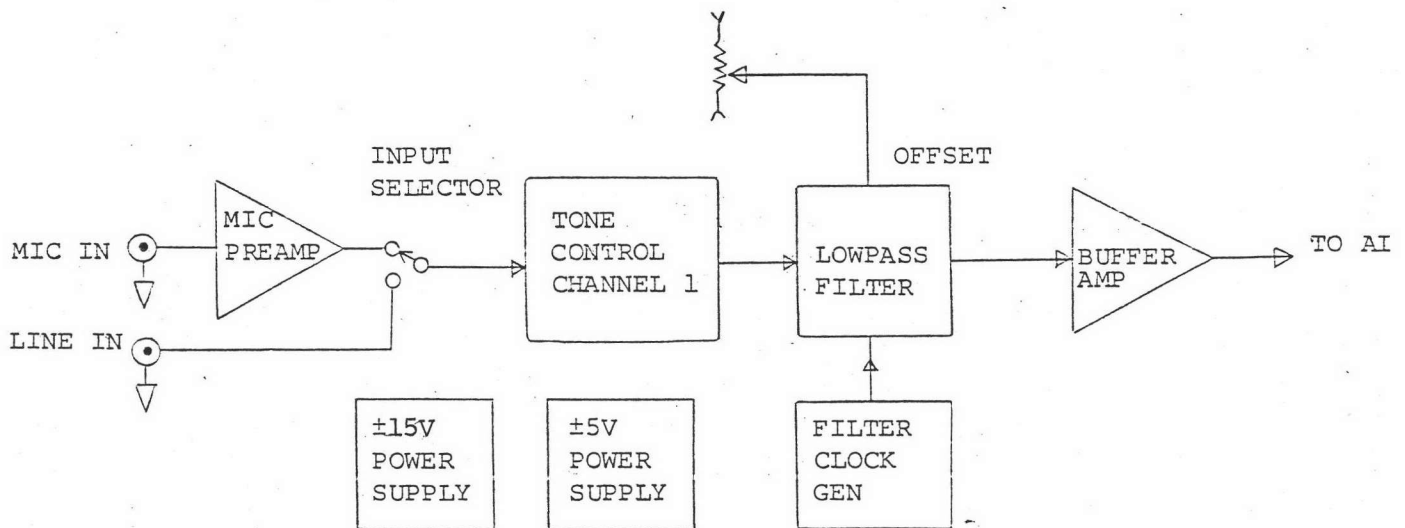 INPUT
SELECTOR
OFFSET
MIC
PREAMP
MIC IN
TONE
CONTROL
CHANNEL 1
LOWPASS
FILTER
BUFFER
AMP
TO AI
LINE IN
±15V
POWER
SUPPLY
±5V
POWER
SUPPLY
FILTER
CLOCK
GEN